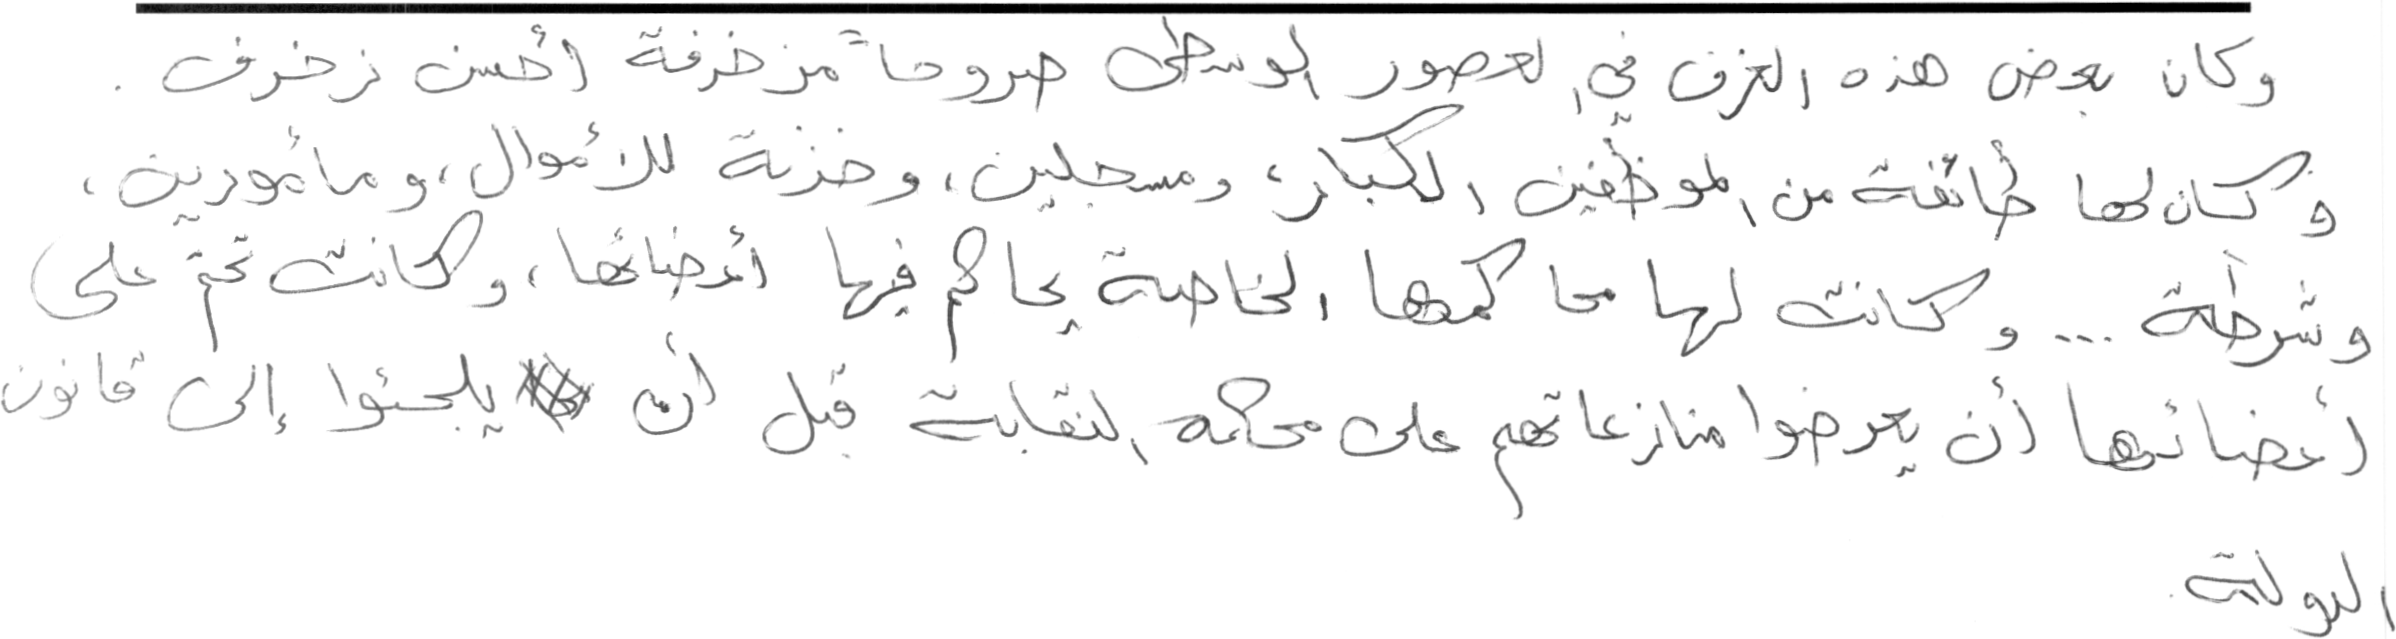 وكان بعض هذه الغرف في العصور الوسطى صروحاً مزخرفة أحسن زخرف .
وكان لها طائفة من الموظفين الكبار، ومسجلين، وخزنة للأموال، ومأمورين،
وشرطة ... وكانت لها محاكمها الخاصة يحاكم فيها أعضائها، وكانت تحتم على
أعضائها أن يعرضوا منازعاتهم على محكمة النقابة قبل أن يلجئوا إلى قانون
الدولة.